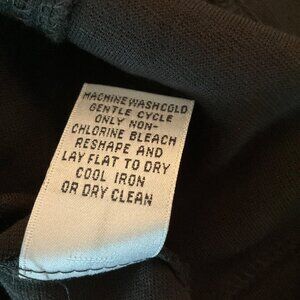 MACHINE WASH COLD
GENTLE CYCLE
ONLY NON-
CHLORINE BLEACH
RESHAPE AND
LAY FLAT TO DRY
COOL IRON
OR DRY CLEAN